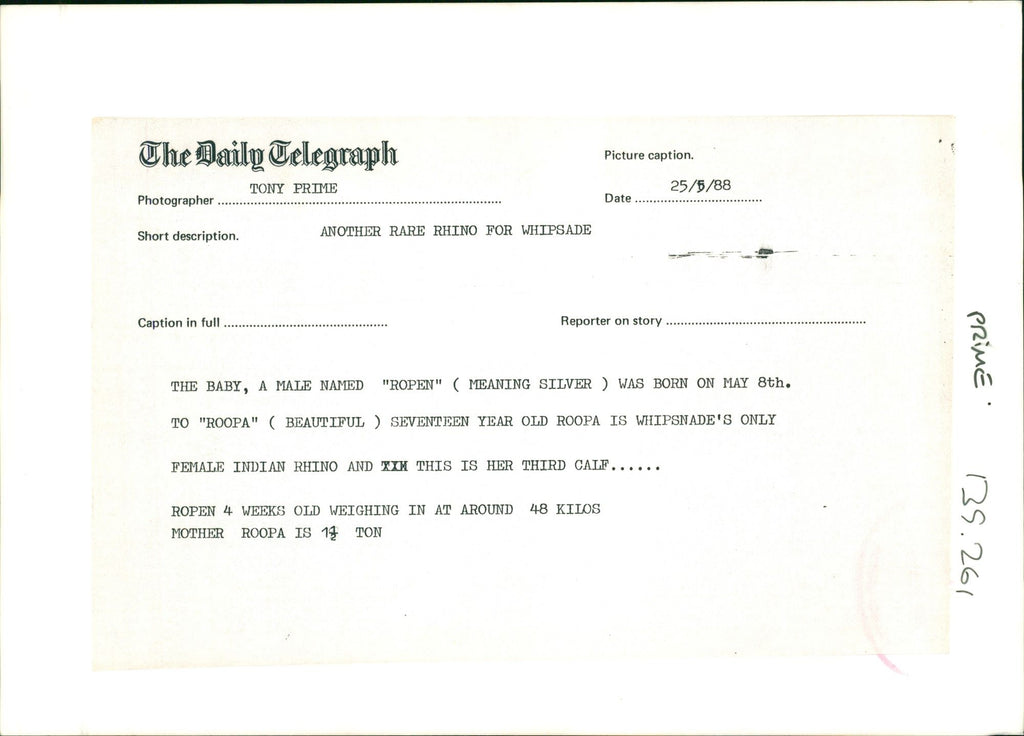 The Daily Telegraph
Picture caption.
TONY PRIME
Photographer
25/5/88
Date
Short description.
ANOTHER RARE RHINO FOR WHIPSADE
Caption in full
Reporter on story
THE BABY, A MALE NAMED "ROPEN" ( MEANING SILVER ) WAS BORN ON MAY 8th.
TO "ROOPA" ( BEAUTIFUL ) SEVENTEEN YEAR OLD ROOPA IS WHIPSNADE'S ONLY
FEMALE INDIAN RHINO AND THIS IS HER THIRD CALF......
ROPEN 4 WEEKS OLD WEIGHING IN AT AROUND 48 KILOS
MOTHER ROOPA IS 1½ TON
PRIME.
BS.261